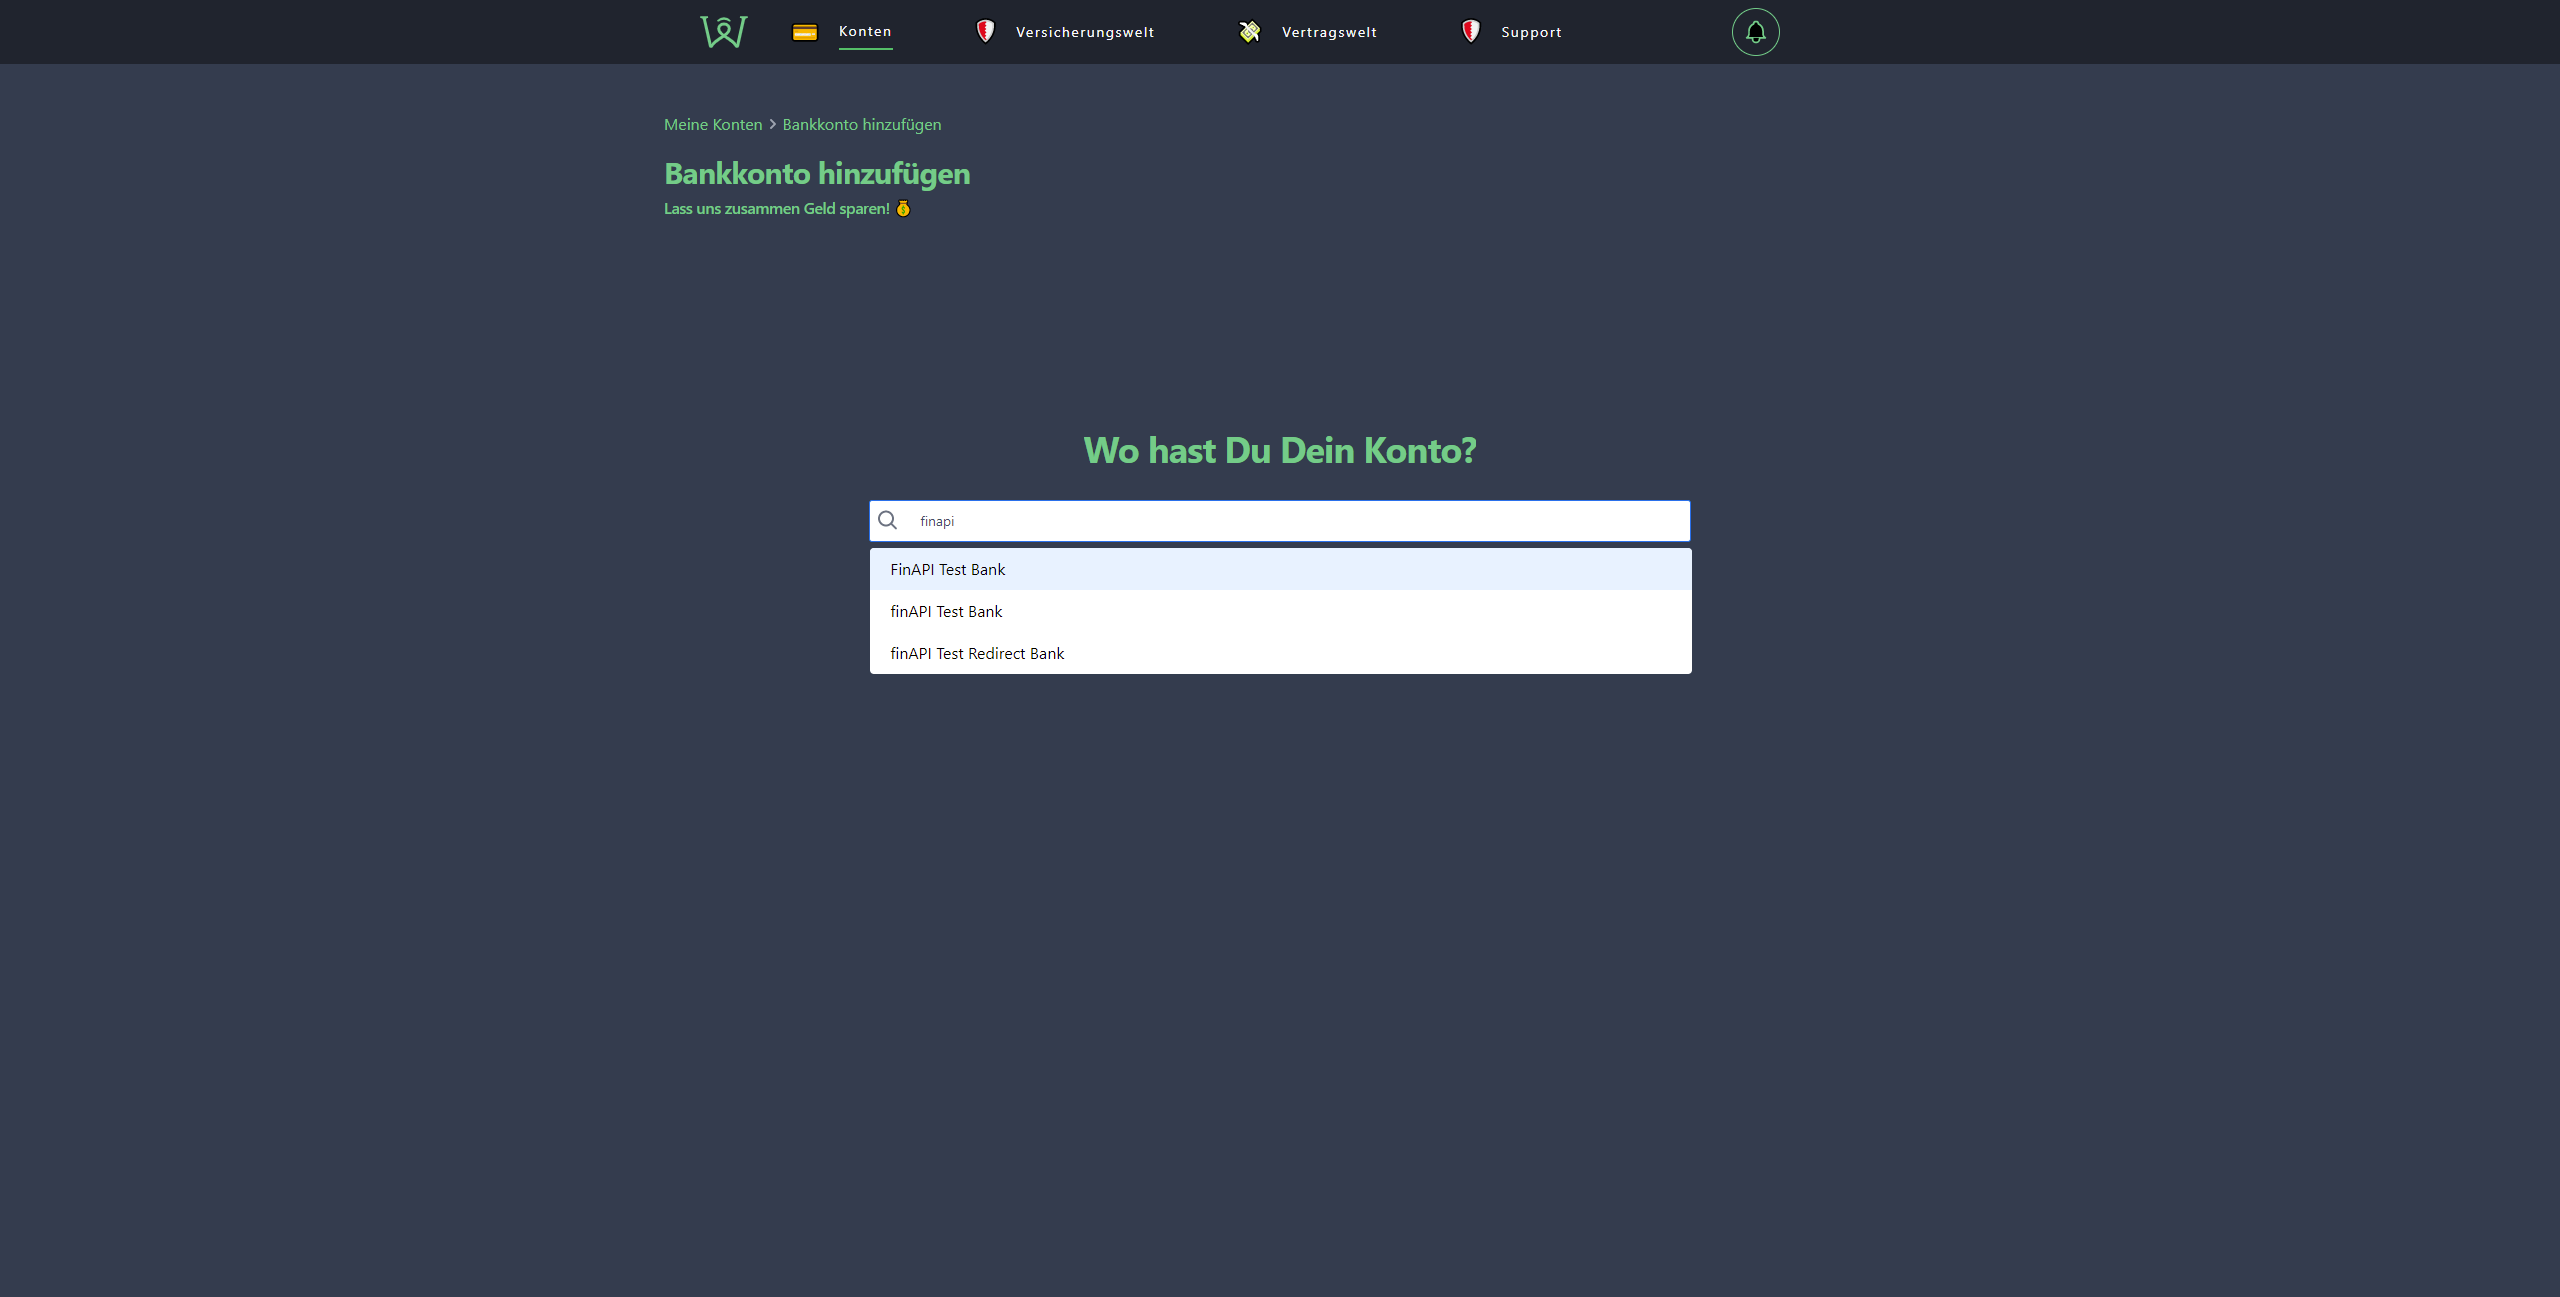 Konten
Versicherungswelt
Vertragswelt
Support
Meine Konten > Bankkonto hinzufügen
Bankkonto hinzufügen
Lass uns zusammen Geld sparen! 💰
Wo hast Du Dein Konto?
finapi
FinAPI Test Bank
finAPI Test Bank
finAPI Test Redirect Bank